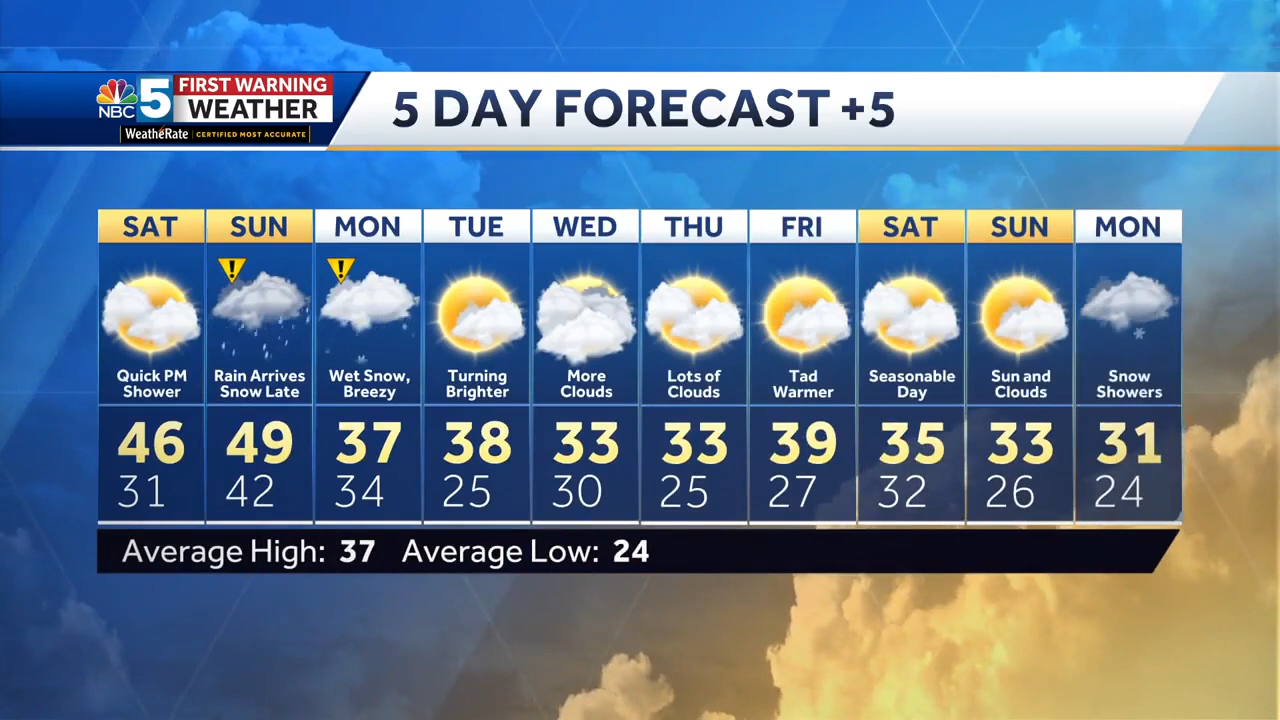 NBC 5 FIRST WARNING
WEATHER
WeatheRate CERTIFIED MOST ACCURATE
5 DAY FORECAST +5
SAT SUN MON TUE WED THU FRI SAT SUN MON
! !
Quick PM Rain Arrives Wet Snow, Turning More Lots of Tad Seasonable Sun and Snow
Shower Snow Late Breezy Brighter Clouds Clouds Warmer Day Clouds Showers
46 49 37 38 33 33 39 35 33 31
31 42 34 25 30 25 27 32 26 24
Average High: 37 Average Low: 24